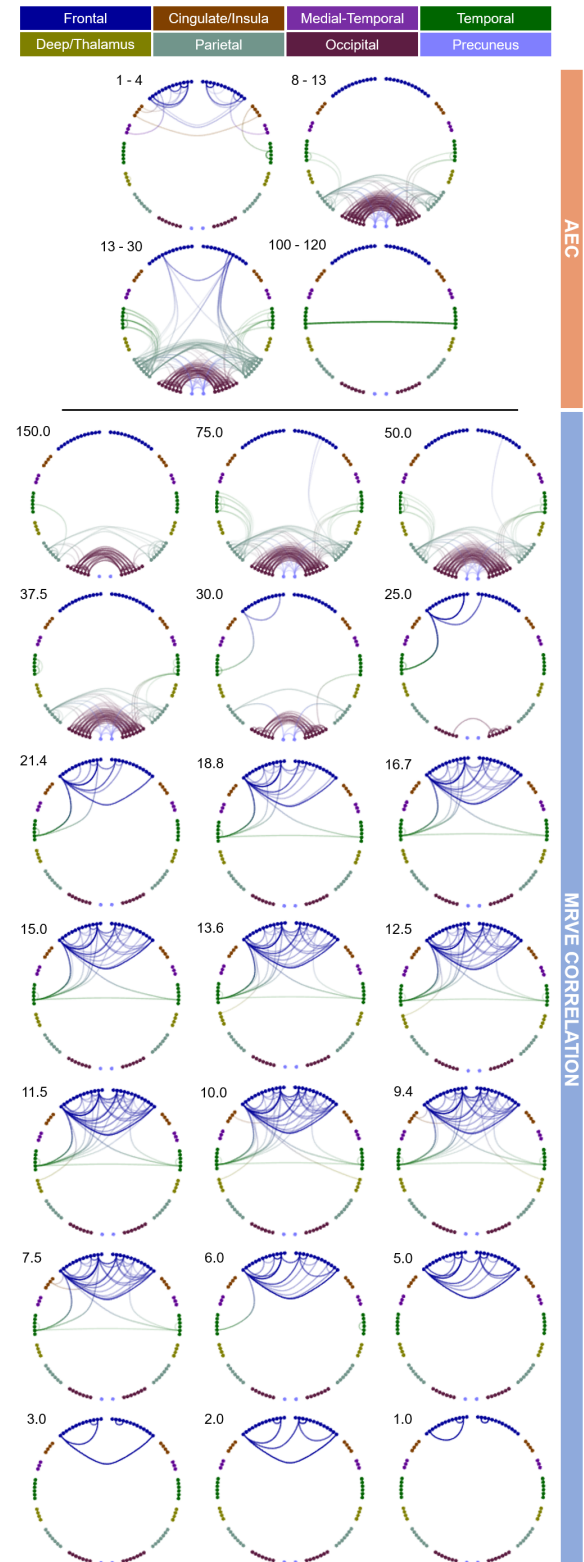 Frontal Cingulate/Insula Medial-Temporal Temporal
Deep/Thalamus Parietal Occipital Precuneus
1 - 4 8 - 13
13 - 30 100 - 120
AEC
150.0 75.0 50.0
37.5 30.0 25.0
21.4 18.8 16.7
15.0 13.6 12.5
11.5 10.0 9.4
7.5 6.0 5.0
3.0 2.0 1.0
MRVE CORRELATION